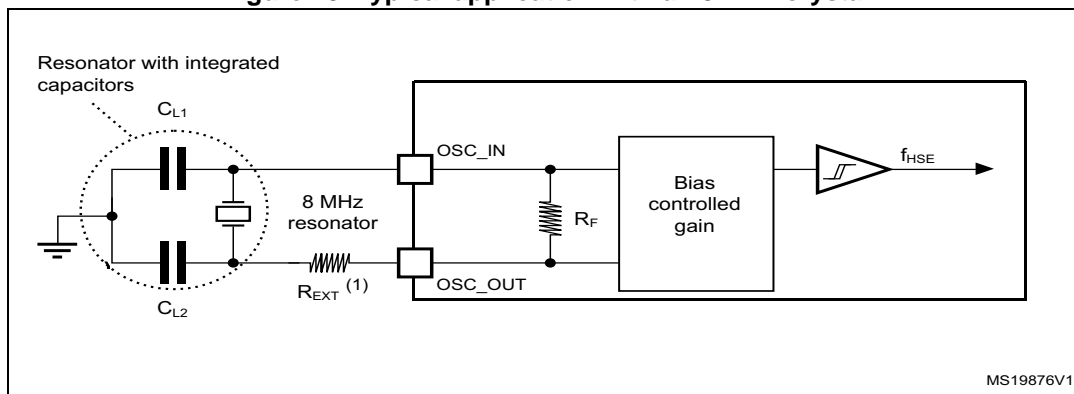 Resonator with integrated
capacitors
CL1
OSC_IN
fHSE
8 MHz
resonator
RF
Bias
controlled
gain
REXT (1)
OSC_OUT
CL2
MS19876V1